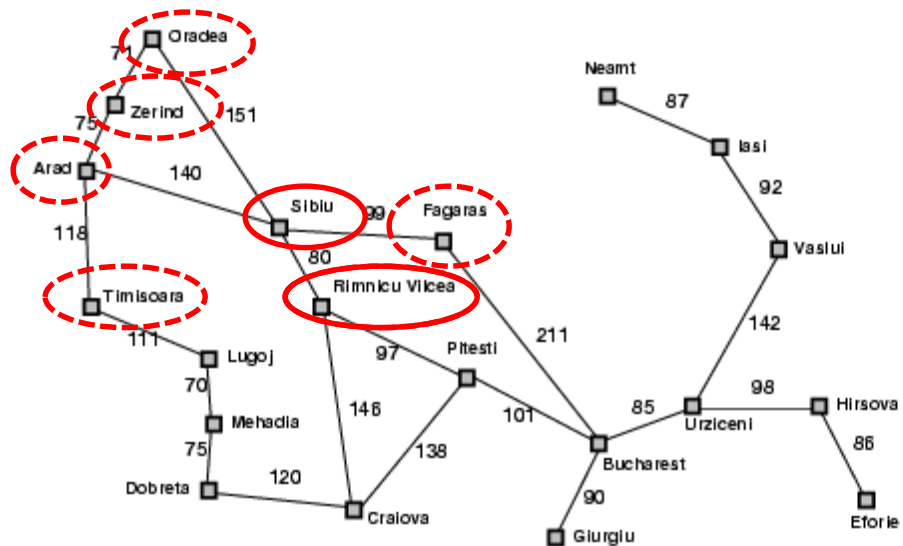 Oradea
71
Neamt
87
Zerind
151
75
Iasi
Arad
140
92
Sibiu
99
Fagaras
118
80
Vaslui
Timisoara
Rimnicu Vilcea
111
211
142
Lugoj
97
Pitesti
70
98
Hirsova
146
101
85
Urziceni
Mehadia
138
86
75
Bucharest
Dobreta
120
90
Craiova
Eforie
Giurgiu